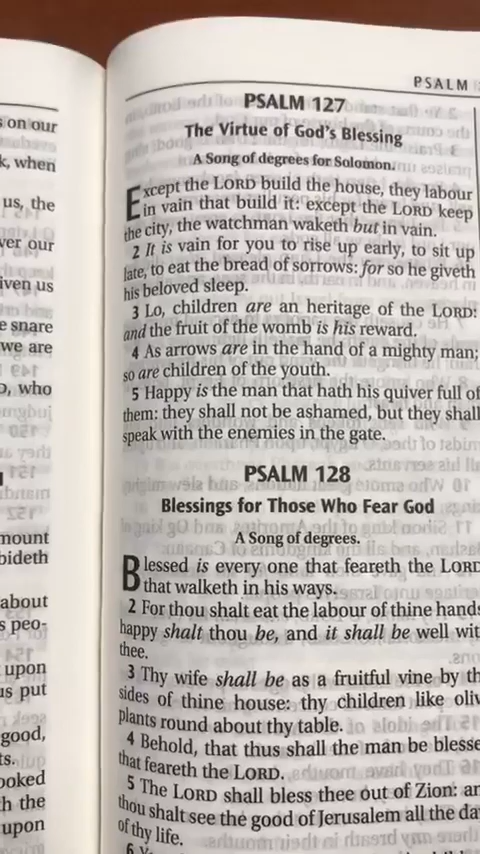 s on our
k, when
us, the
ver our
iven us
e snare
we are
who
mount
bideth
about
s peo-
upon
us put
good,
ts.
ooked
h the
upon
PSALM
PSALM 127
The Virtue of God's Blessing
A Song of degrees for Solomon.
Except the LORD build the house, they labour
in vain that build it: except the LORD keep
the city, the watchman waketh but in vain.
2 It is vain for you to rise up early, to sit up
late, to eat the bread of sorrows: for so he giveth
his beloved sleep.
3 Lo, children are an heritage of the LORD:
and the fruit of the womb is his reward.
4 As arrows are in the hand of a mighty man;
so are children of the youth.
5 Happy is the man that hath his quiver full of
them: they shall not be ashamed, but they shall
speak with the enemies in the gate.
PSALM 128
Blessings for Those Who Fear God
A Song of degrees.
Blessed is every one that feareth the LORD
that walketh in his ways.
2 For thou shalt eat the labour of thine hands
happy shalt thou be, and it shall be well wit
thee.
3 Thy wife shall be as a fruitful vine by th
sides of thine house: thy children like oliv
plants round about thy table.
4 Behold, that thus shall the man be blesse
that feareth the LORD.
5 The LORD shall bless thee out of Zion: an
thou shalt see the good of Jerusalem all the da
of thy life.